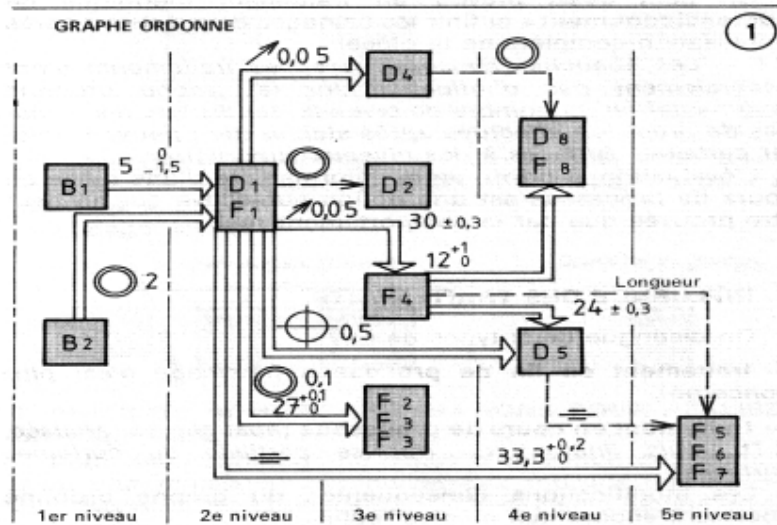 GRAPHE ORDONNE
1
0,05
D4
D8
F8
B1
5 0 -1,5
D1
F1
D2
0,05
30 ±0,3
12 +1 0
F4
Longueur
24 ±0,3
2
B2
0,5
D5
0,1
27 +0,1 0
F
F3
F3
33,3 +0,2 0
F5
F6
F7
1er niveau
2e niveau
3e niveau
4e niveau
5e niveau